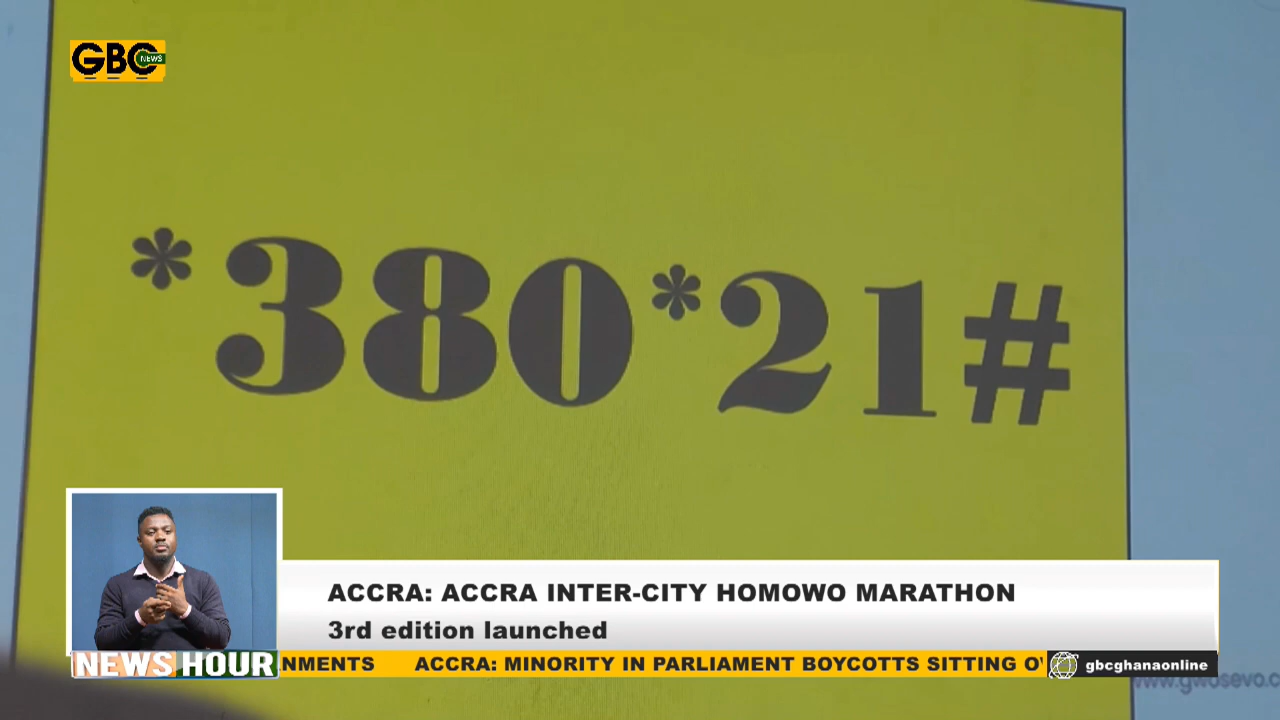 GBC NEWS
*380*21#
ACCRA: ACCRA INTER-CITY HOMOWO MARATHON
3rd edition launched
NEWS HOUR
NMENTS ACCRA: MINORITY IN PARLIAMENT BOYCOTTS SITTING
gbcghanaonline